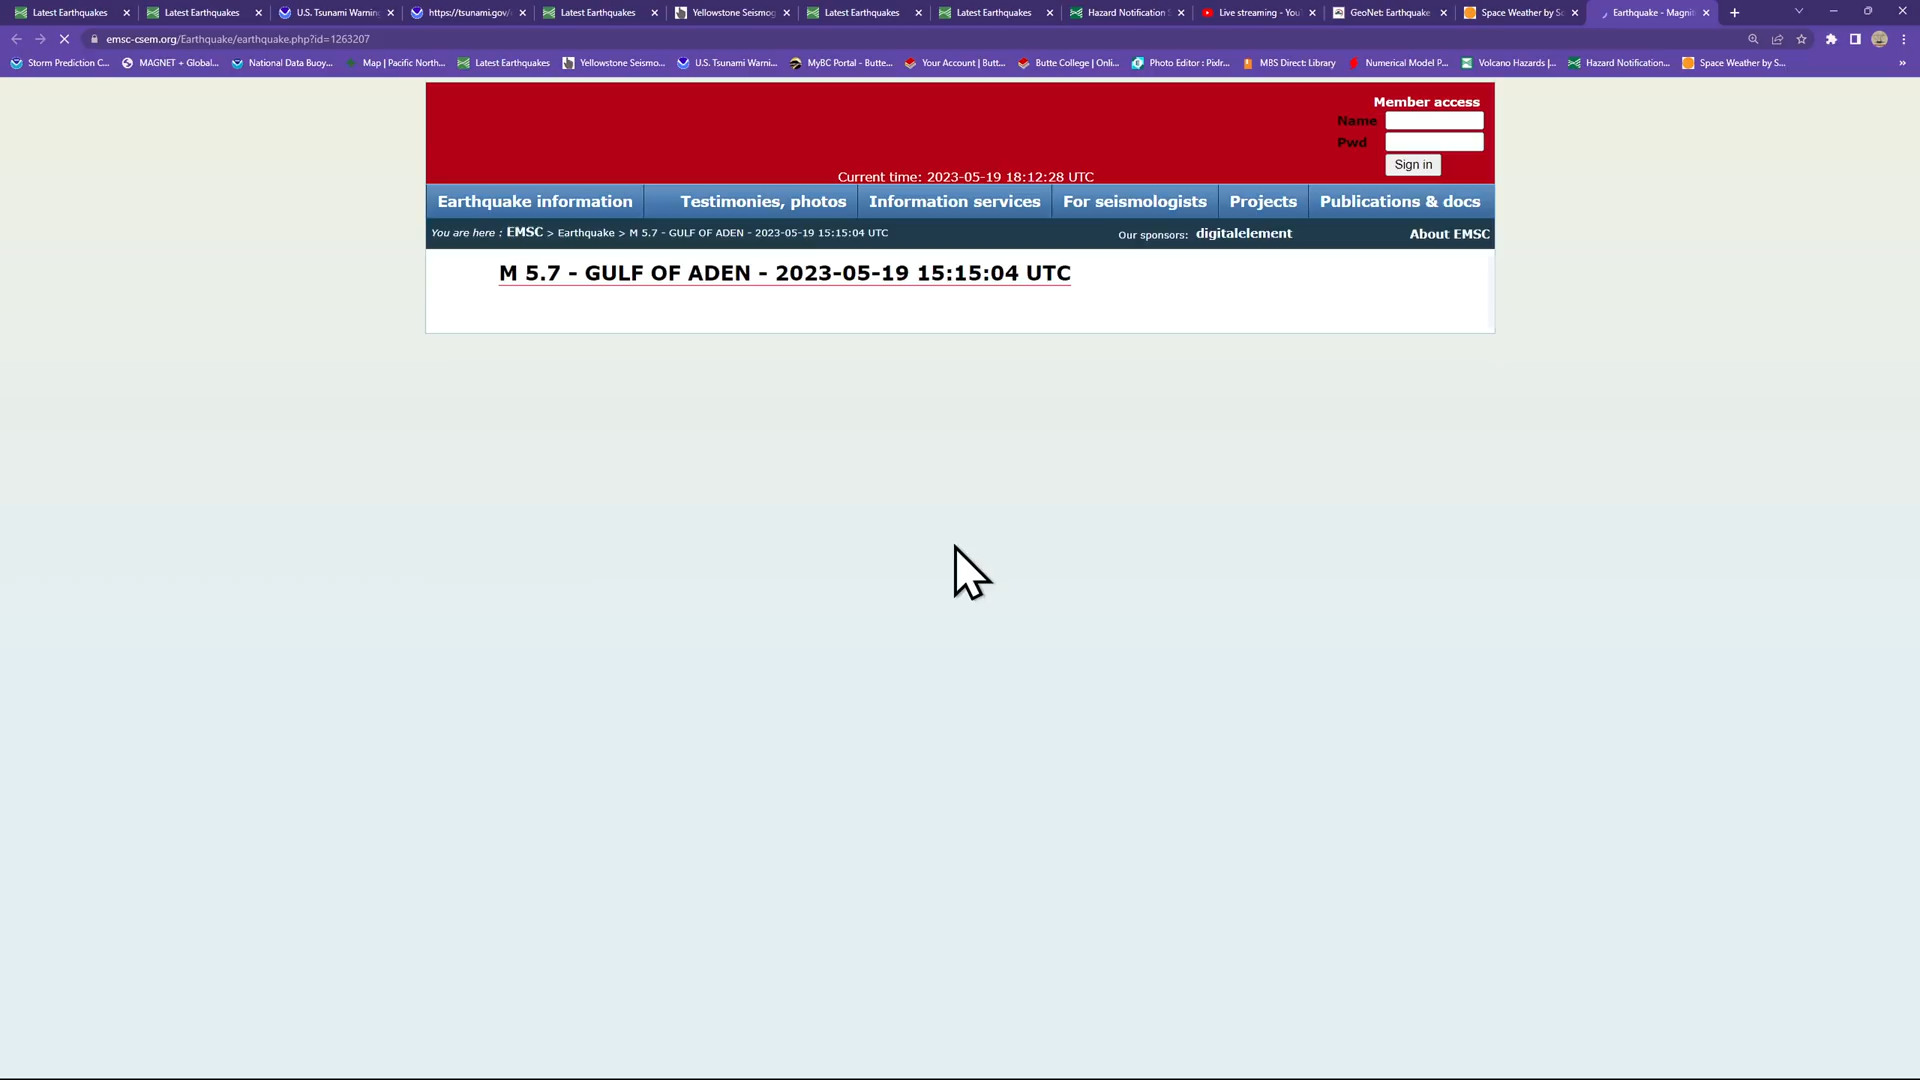 Latest Earthquakes
Latest Earthquakes
U.S. Tsunami Warning
https://tsunami.gov/
Latest Earthquakes
Yellowstone Seismog
Latest Earthquakes
Latest Earthquakes
Hazard Notification
Live streaming - You
GeoNet: Earthquake
Space Weather by S
Earthquake - Magni
emsc-csem.org/Earthquake/earthquake.php?id=1263207
Storm Prediction C...
MAGNET + Global...
National Data Buoy...
Map | Pacific North...
Latest Earthquakes
Yellowstone Seismo...
U.S. Tsunami Warni...
MyBC Portal - Butte...
Your Account | Butt...
Butte College | Onli...
Photo Editor : Pixlr...
MBS Direct Library
Numerical Model P...
Volcano Hazards |...
Hazard Notification...
Space Weather by S...
Member access
Name
Pwd
Sign in
Current time: 2023-05-19 18:12:28 UTC
Earthquake information
Testimonies, photos
Information services
For seismologists
Projects
Publications & docs
You are here : EMSC > Earthquake > M 5.7 - GULF OF ADEN - 2023-05-19 15:15:04 UTC
Our sponsors: digitalelement
About EMSC
M 5.7 - GULF OF ADEN - 2023-05-19 15:15:04 UTC